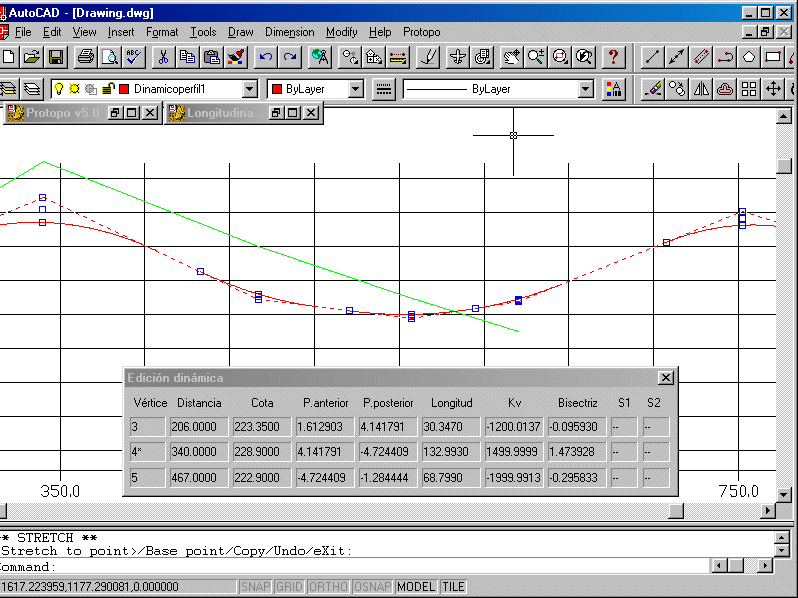 AutoCAD - [Drawing.dwg]
File Edit View Insert Format Tools Draw Dimension Modify Help Protopo
ABC
Dinamicoperfil1 ByLayer ByLayer
Protopo v5.0 Longitudina...
Edición dinámica
Vértice Distancia Cota P.anterior P.posterior Longitud Kv Bisectriz S1 S2
3 206.0000 223.3500 1.612903 4.141791 30.3470 -1200.0137 -0.095930 -- --
4* 340.0000 228.9000 4.141791 -4.724409 132.9930 1499.9999 1.473928 -- --
5 467.0000 222.9000 -4.724409 -1.284444 68.7990 -1999.9913 -0.295833 -- --
350.0 750.0
* STRETCH **
Stretch to point>/Base point/Copy/Undo/eXit:
ommand:
1617.223959,1177.290081,0.000000 SNAP GRID ORTHO OSNAP MODEL TILE